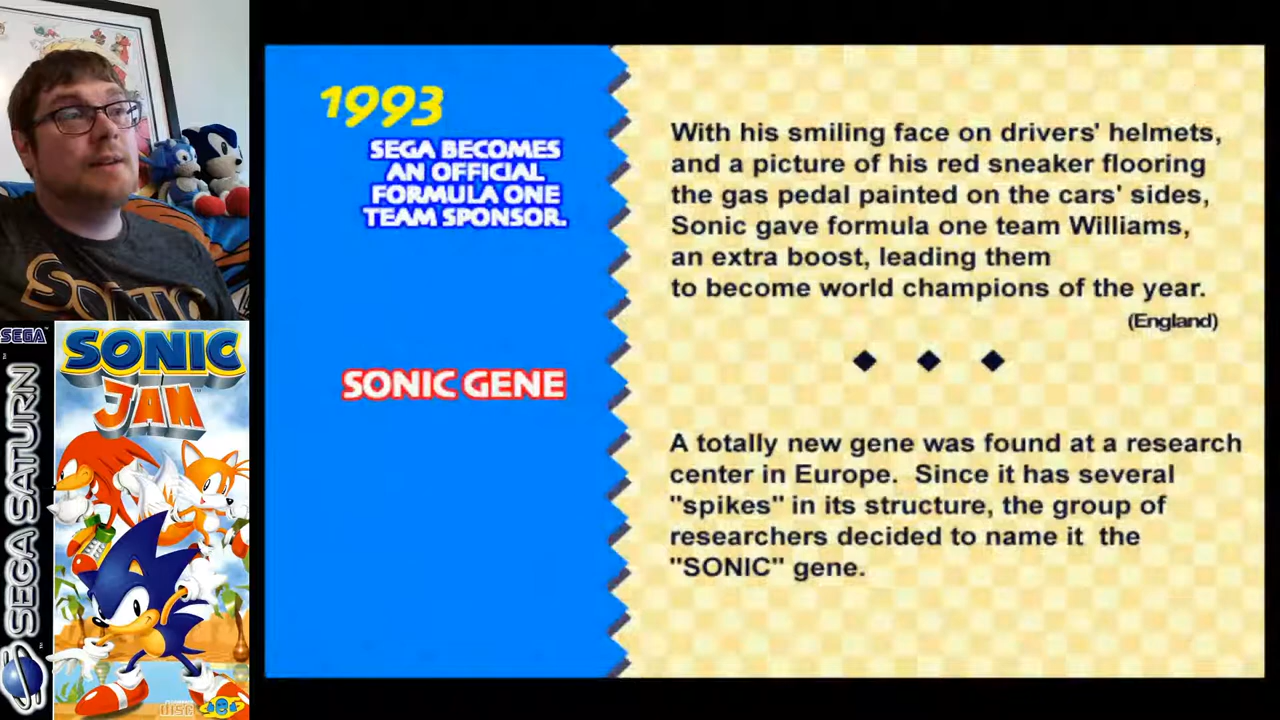 1993
SEGA BECOMES
AN OFFICIAL
FORMULA ONE
TEAM SPONSOR.
With his smiling face on drivers' helmets,
and a picture of his red sneaker flooring
the gas pedal painted on the cars' sides,
Sonic gave formula one team Williams,
an extra boost, leading them
to become world champions of the year.
(England)
SONIC GENE
A totally new gene was found at a research
center in Europe. Since it has several
"spikes" in its structure, the group of
researchers decided to name it the
"SONIC" gene.
SONIC
SEGA
SEGA SATURN
SONIC
JAM